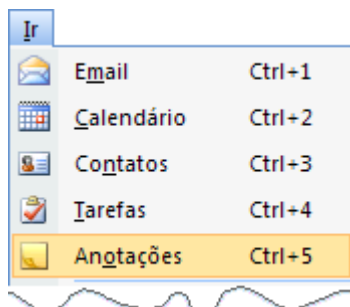 Ir
Email Ctrl+1
Calendário Ctrl+2
Contatos Ctrl+3
Tarefas Ctrl+4
Anotações Ctrl+5